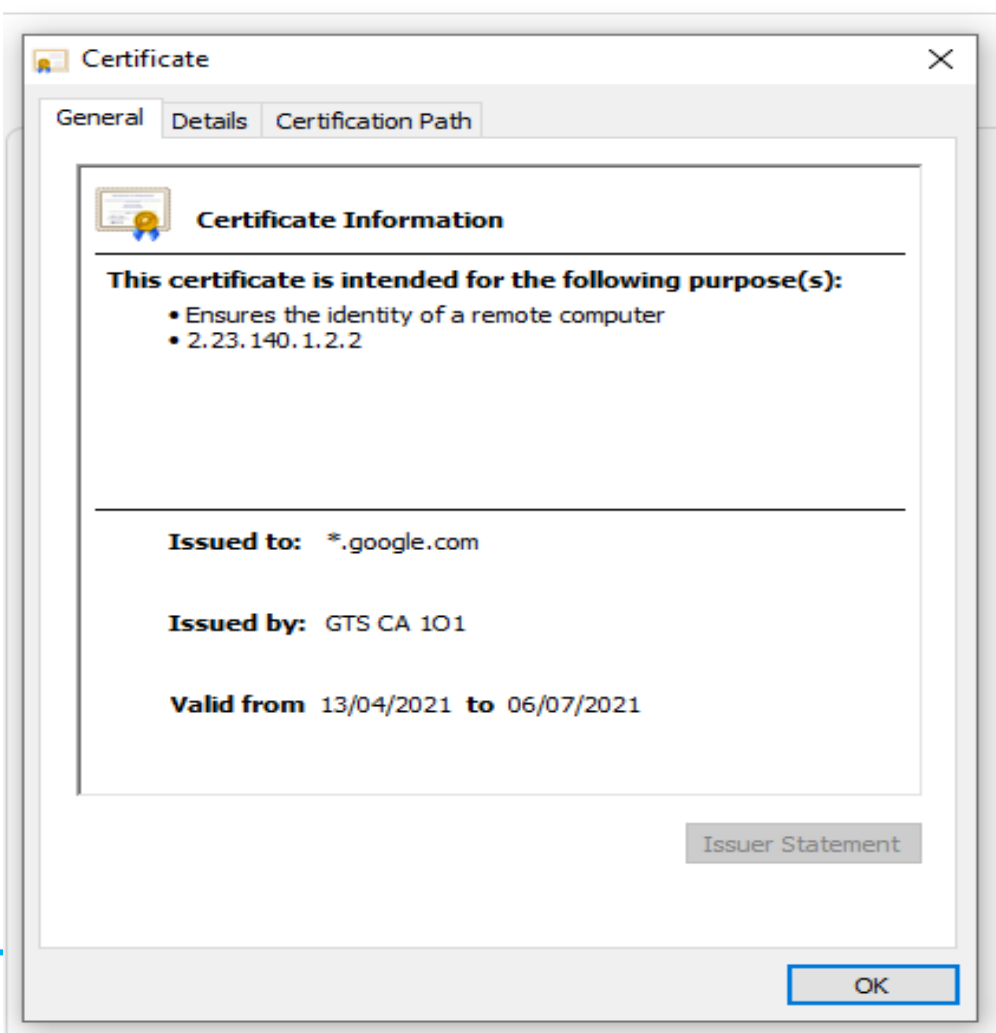 Certificate
General Details Certification Path
Certificate Information
This certificate is intended for the following purpose(s):
• Ensures the identity of a remote computer
• 2.23.140.1.2.2
Issued to: *.google.com
Issued by: GTS CA 1O1
Valid from 13/04/2021 to 06/07/2021
Issuer Statement
OK